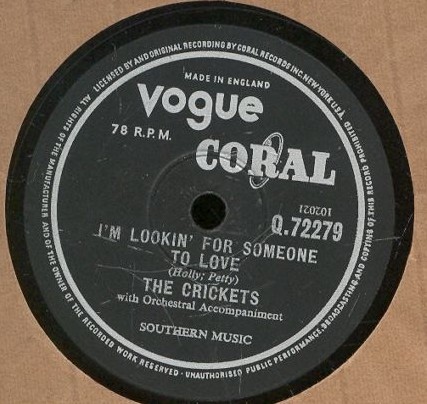 LICENSED BY AND ORIGINAL RECORDING BY CORAL RECORDS INC. NEW YORK U.S.A.
MADE IN ENGLAND
vogue
78 R.P.M.
CORAL
102021
Q.72279
I'M LOOKIN' FOR SOMEONE
TO LOVE
(Holly; Petty)
THE CRICKETS
with Orchestral Accompaniment
SOUTHERN MUSIC
ALL RIGHTS OF THE MANUFACTURER AND OF THE OWNER OF THE RECORDED WORK RESERVED · UNAUTHORISED PUBLIC PERFORMANCE, BROADCASTING AND COPYING OF THIS RECORD PROHIBITED